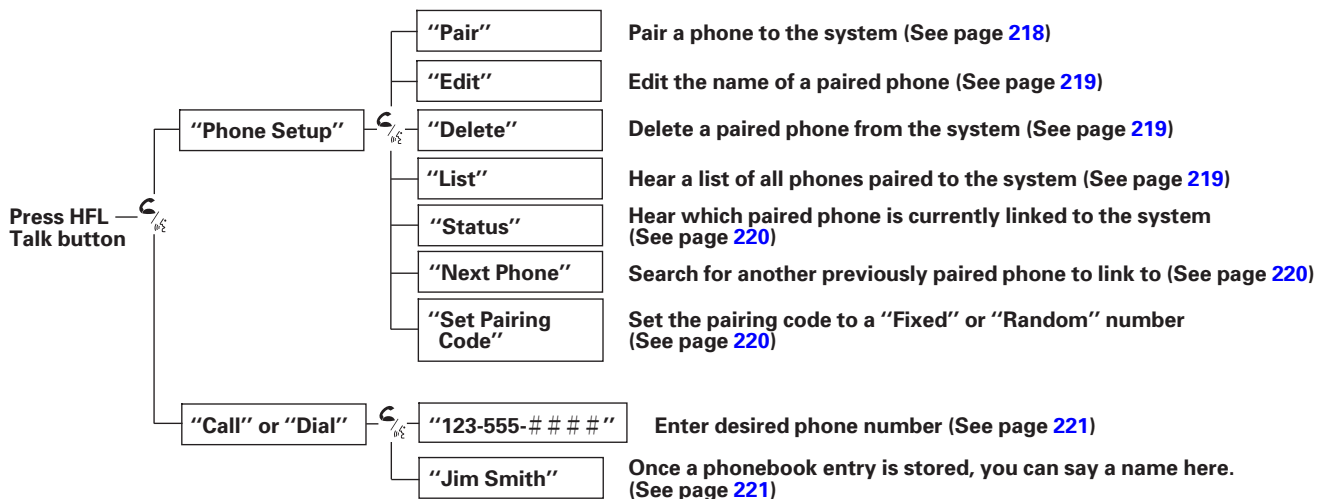 “Pair” Pair a phone to the system (See page 218)
“Edit” Edit the name of a paired phone (See page 219)
“Phone Setup”
“Delete” Delete a paired phone from the system (See page 219)
“List” Hear a list of all phones paired to the system (See page 219)
Press HFL
Talk button
“Status” Hear which paired phone is currently linked to the system
(See page 220)
“Next Phone” Search for another previously paired phone to link to (See page 220)
“Set Pairing
Code”
Set the pairing code to a “Fixed” or “Random” number
(See page 220)
“Call” or “Dial”
“123-555-####” Enter desired phone number (See page 221)
“Jim Smith” Once a phonebook entry is stored, you can say a name here.
(See page 221)